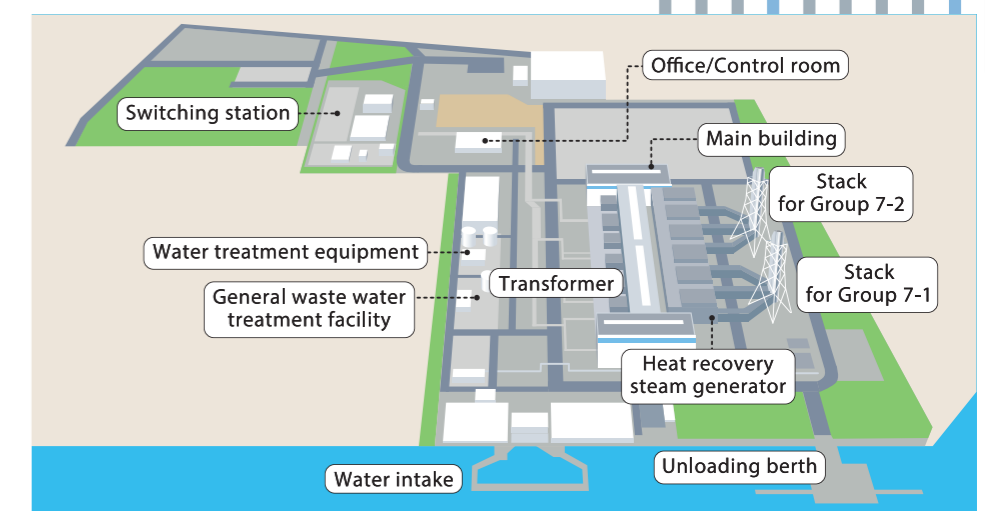 Office/Control room
Switching station
Main building
Stack
for Group 7-2
Water treatment equipment
Stack
for Group 7-1
Transformer
General waste water
treatment facility
Heat recovery
steam generator
Unloading berth
Water intake